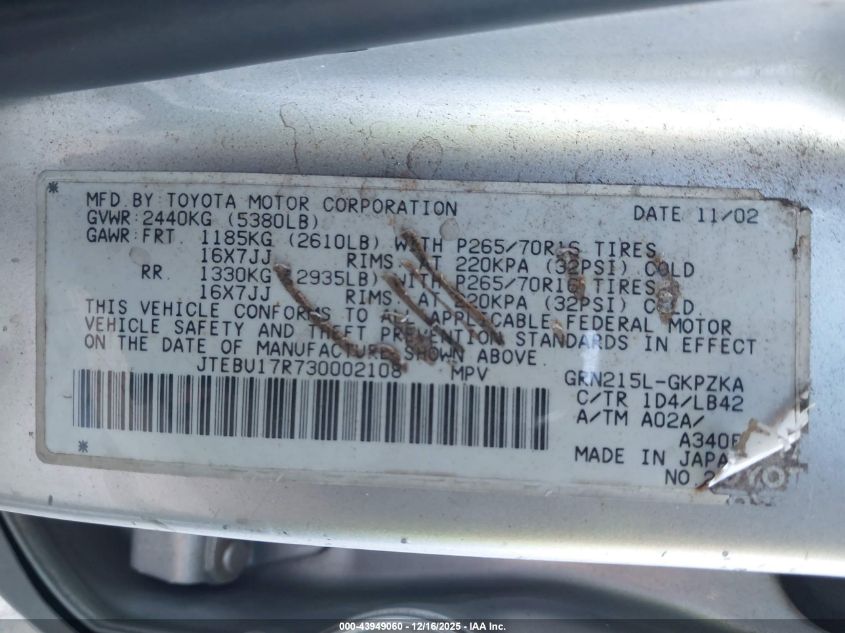 MFD. BY TOYOTA MOTOR CORPORATION DATE 11/02
GVWR: 2440KG (5380LB)
GAWR: FRT 1185KG (2610LB) WITH P265/70R16 TIRES
16X7JJ RIMS, AT 220KPA (32PSI) COLD
RR. 1330KG (2935LB) WITH P265/70R16 TIRES
16X7JJ RIMS, AT 220KPA (32PSI) COLD
THIS VEHICLE CONFORMS TO ALL APPLICABLE FEDERAL MOTOR
VEHICLE SAFETY AND THEFT PREVENTION STANDARDS IN EFFECT
ON THE DATE OF MANUFACTURE SHOWN ABOVE.
JTEBU17R730002108 MPV GRN215L-GKPZKA
C/TR 1D4/LB42
A/TM A02A/
A340
MADE IN JAPA
NO.
000-43949060 - 12/16/2025 - IAA Inc.